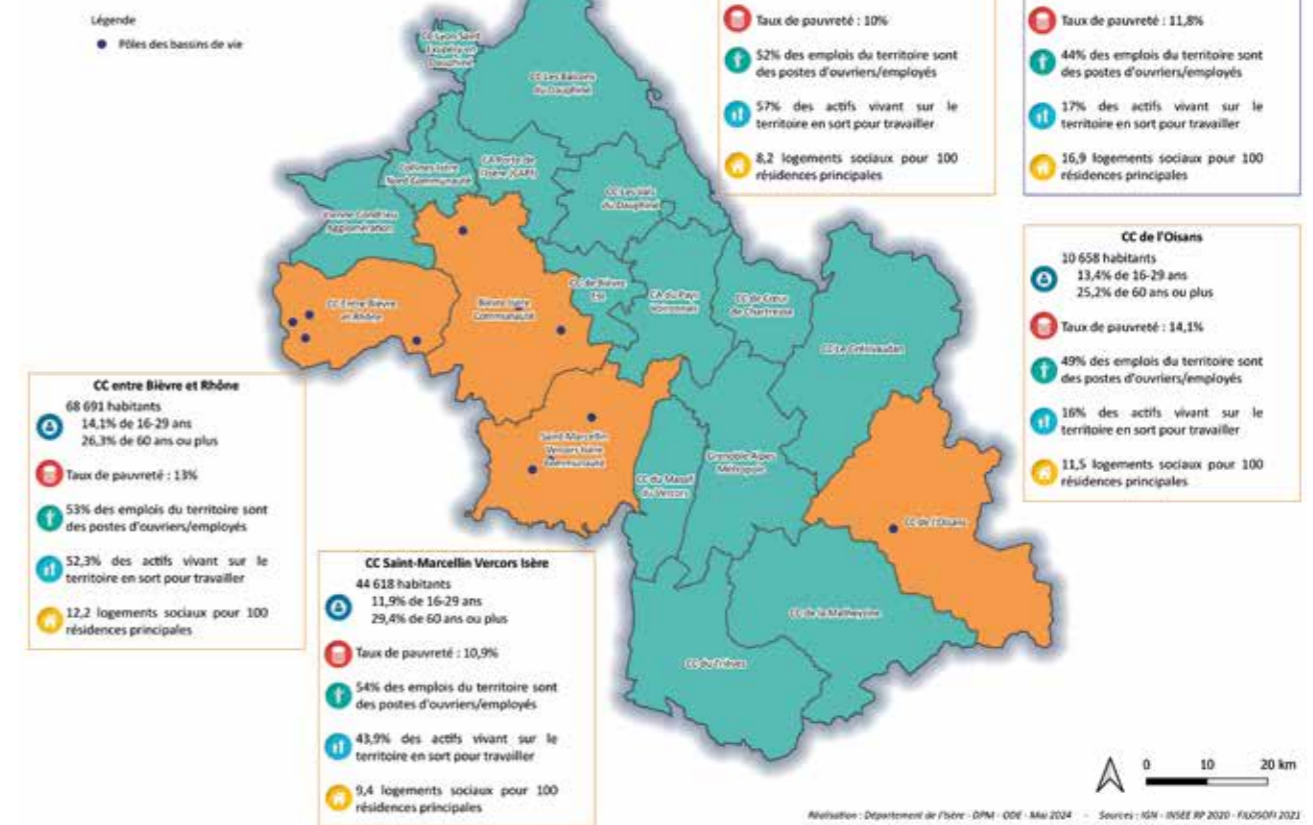 Légende
Pôles des bassins de vie
Taux de pauvreté : 10%
52% des emplois du territoire sont
des postes d'ouvriers/employés
57% des actifs vivant sur le
territoire en sort pour travailler
8,2 logements sociaux pour 100
résidences principales
Taux de pauvreté : 11,8%
44% des emplois du territoire sont
des postes d'ouvriers/employés
17% des actifs vivant sur le
territoire en sort pour travailler
16,9 logements sociaux pour 100
résidences principales
CC de l'Oisans
10 658 habitants
13,4% de 16-29 ans
25,2% de 60 ans ou plus
Taux de pauvreté : 14,1%
49% des emplois du territoire sont
des postes d'ouvriers/employés
16% des actifs vivant sur le
territoire en sort pour travailler
11,5 logements sociaux pour 100
résidences principales
CC Lyon Saint
Exupéry en
Dauphiné
CC Les Balcons
du Dauphiné
Collines Isère
Nord Communauté
CA Porte de
l'Isère (CAPI)
CC Les Vals
du Dauphiné
Vienne Condrieu
Agglomération
CC Entre Bièvre
et Rhône
Bièvre Isère
Communauté
CC de Bièvre
Est
CA du Pays
Voironnais
CC de Cœur
de Chartreuse
CC Le Grésivaudan
Saint-Marcellin
Vercors Isère
Communauté
CC du Massif
du Vercors
Grenoble Alpes
Métropole
CC de l'Oisans
CC de la Matheysine
CC du Trièves
CC entre Bièvre et Rhône
68 691 habitants
14,1% de 16-29 ans
26,3% de 60 ans ou plus
Taux de pauvreté : 13%
53% des emplois du territoire sont
des postes d'ouvriers/employés
52,3% des actifs vivant sur le
territoire en sort pour travailler
12,2 logements sociaux pour 100
résidences principales
CC Saint-Marcellin Vercors Isère
44 618 habitants
11,9% de 16-29 ans
29,4% de 60 ans ou plus
Taux de pauvreté : 10,9%
54% des emplois du territoire sont
des postes d'ouvriers/employés
43,9% des actifs vivant sur le
territoire en sort pour travailler
9,4 logements sociaux pour 100
résidences principales
0 10 20 km
Réalisation : Département de l'Isère - DPM - ODE - Mai 2024 - Sources : IGN - INSEE RP 2020 - FILOSOFI 2021